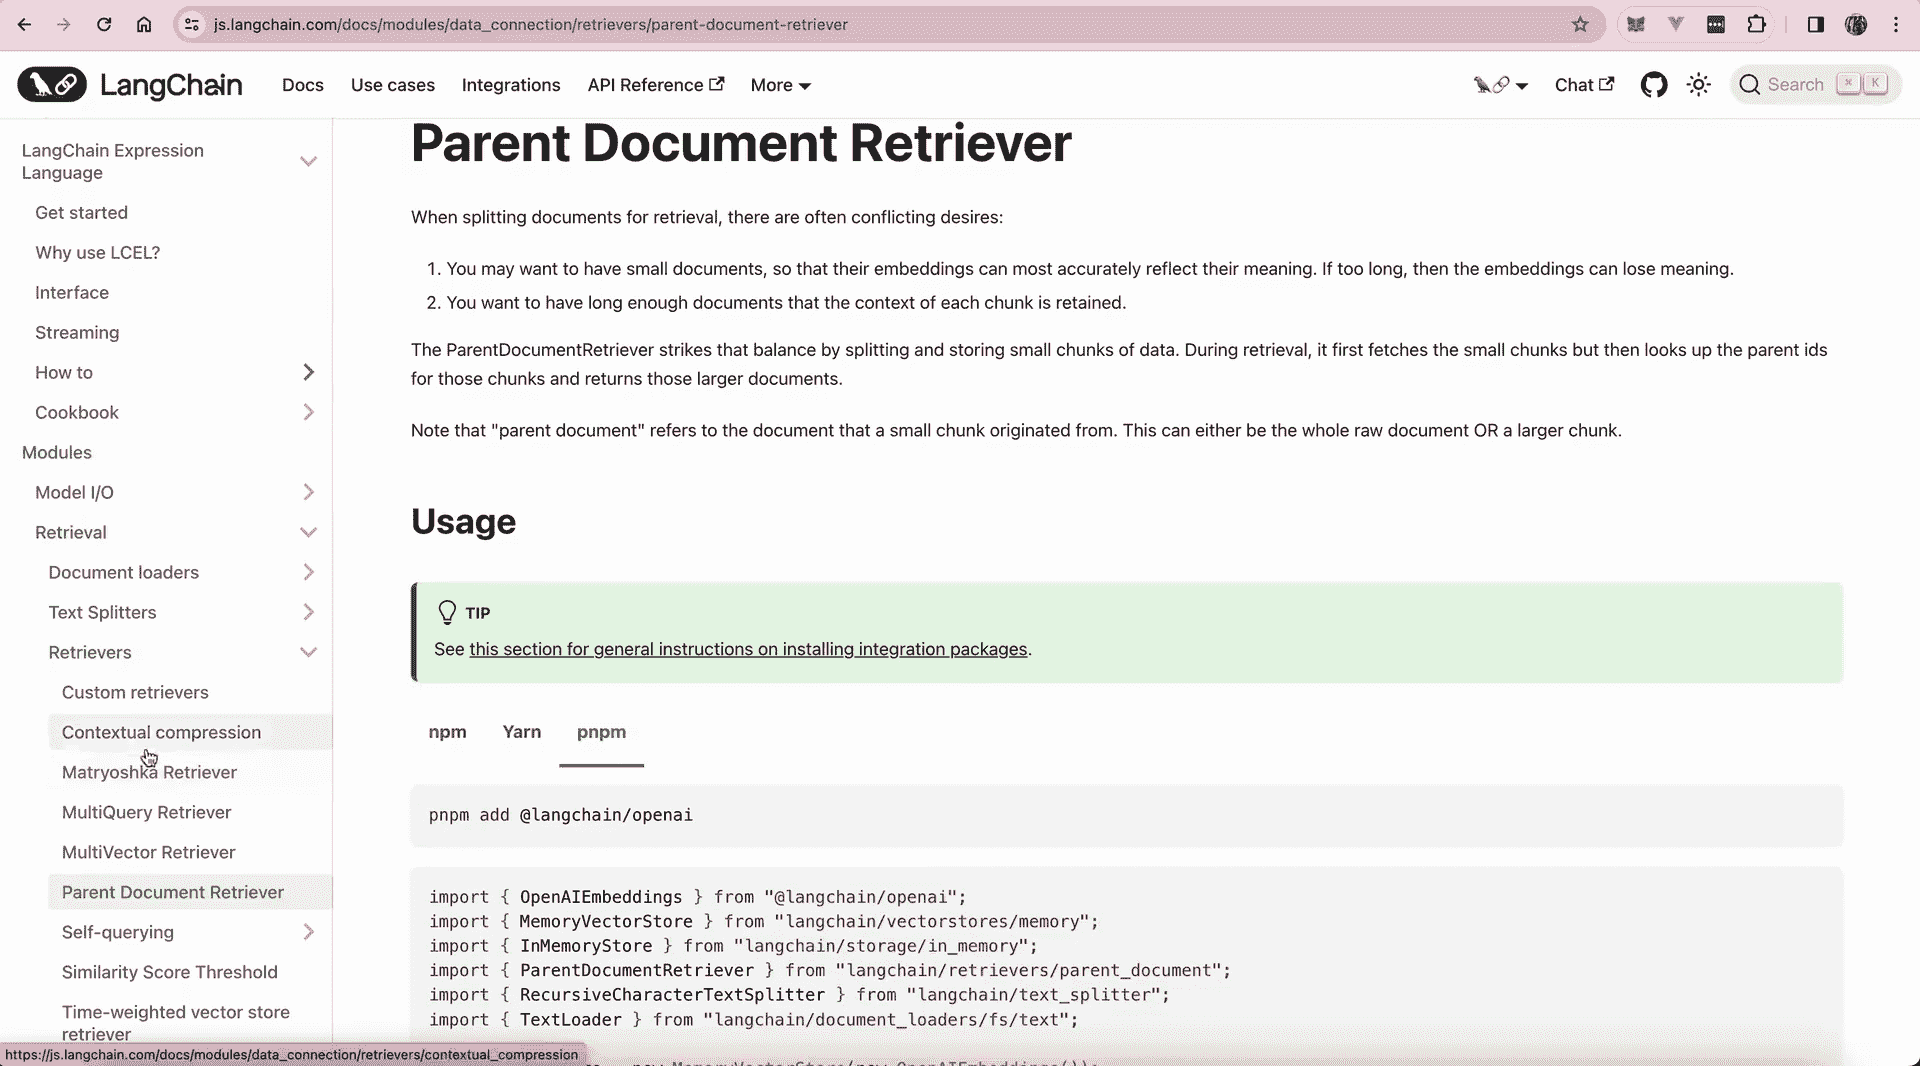 js.langchain.com/docs/modules/data_connection/retrievers/parent-document-retriever
LangChain
Docs
Use cases
Integrations
API Reference
More
Chat
Search
⌘
K
LangChain Expression
Language
Get started
Why use LCEL?
Interface
Streaming
How to
Cookbook
Modules
Model I/O
Retrieval
Document loaders
Text Splitters
Retrievers
Custom retrievers
Contextual compression
Matryoshka Retriever
MultiQuery Retriever
MultiVector Retriever
Parent Document Retriever
Self-querying
Similarity Score Threshold
Time-weighted vector store
retriever
Parent Document Retriever
When splitting documents for retrieval, there are often conflicting desires:
1. You may want to have small documents, so that their embeddings can most accurately reflect their meaning. If too long, then the embeddings can lose meaning.
2. You want to have long enough documents that the context of each chunk is retained.
The ParentDocumentRetriever strikes that balance by splitting and storing small chunks of data. During retrieval, it first fetches the small chunks but then looks up the parent ids
for those chunks and returns those larger documents.
Note that "parent document" refers to the document that a small chunk originated from. This can either be the whole raw document OR a larger chunk.
Usage
TIP
See this section for general instructions on installing integration packages.
npm
Yarn
pnpm
pnpm add @langchain/openai
import { OpenAIEmbeddings } from "@langchain/openai";
import { MemoryVectorStore } from "langchain/vectorstores/memory";
import { InMemoryStore } from "langchain/storage/in_memory";
import { ParentDocumentRetriever } from "langchain/retrievers/parent_document";
import { RecursiveCharacterTextSplitter } from "langchain/text_splitter";
import { TextLoader } from "langchain/document_loaders/fs/text";
new MemoryVectorStore(new OpenAIEmbeddings());
https://js.langchain.com/docs/modules/data_connection/retrievers/contextual_compression